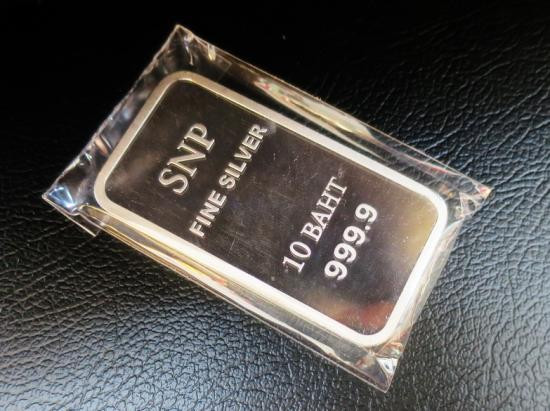 SNP
FINE SILVER
10 BAHT
999.9